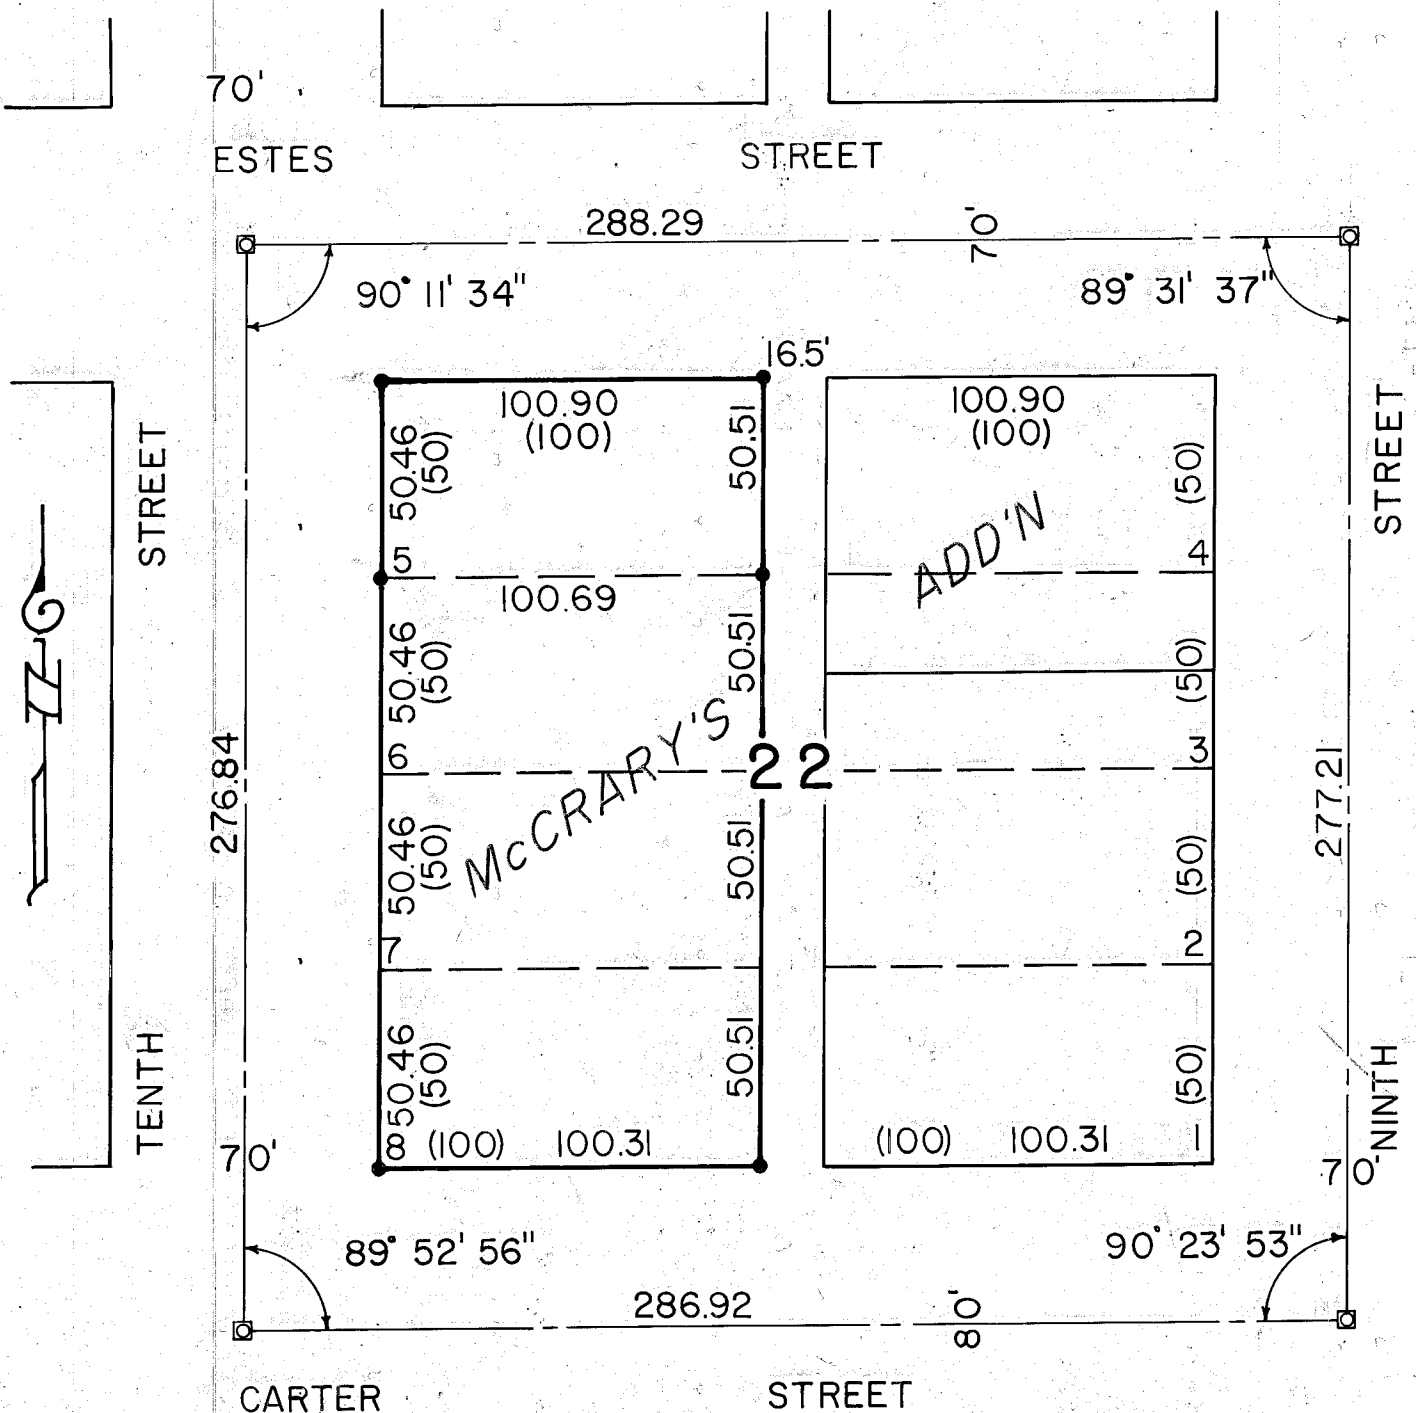 70'
ESTES STREET
288.29
70'
90° 11' 34"
89° 31' 37"
16.5'
100.90
(100)
100.90
(100)
50.46
(50)
50.51
(50)
STREET
STREET
ADD'N
5
4
100.69
50.46
(50)
50.51
(50)
N
McCRARY'S
6
22
3
276.84
277.21
50.46
(50)
50.51
(50)
7
2
50.46
(50)
50.51
(50)
TENTH
NINTH
8 (100) 100.31
(100) 100.31 1
70'
70'
89° 52' 56"
90° 23' 53"
286.92
80'
CARTER STREET